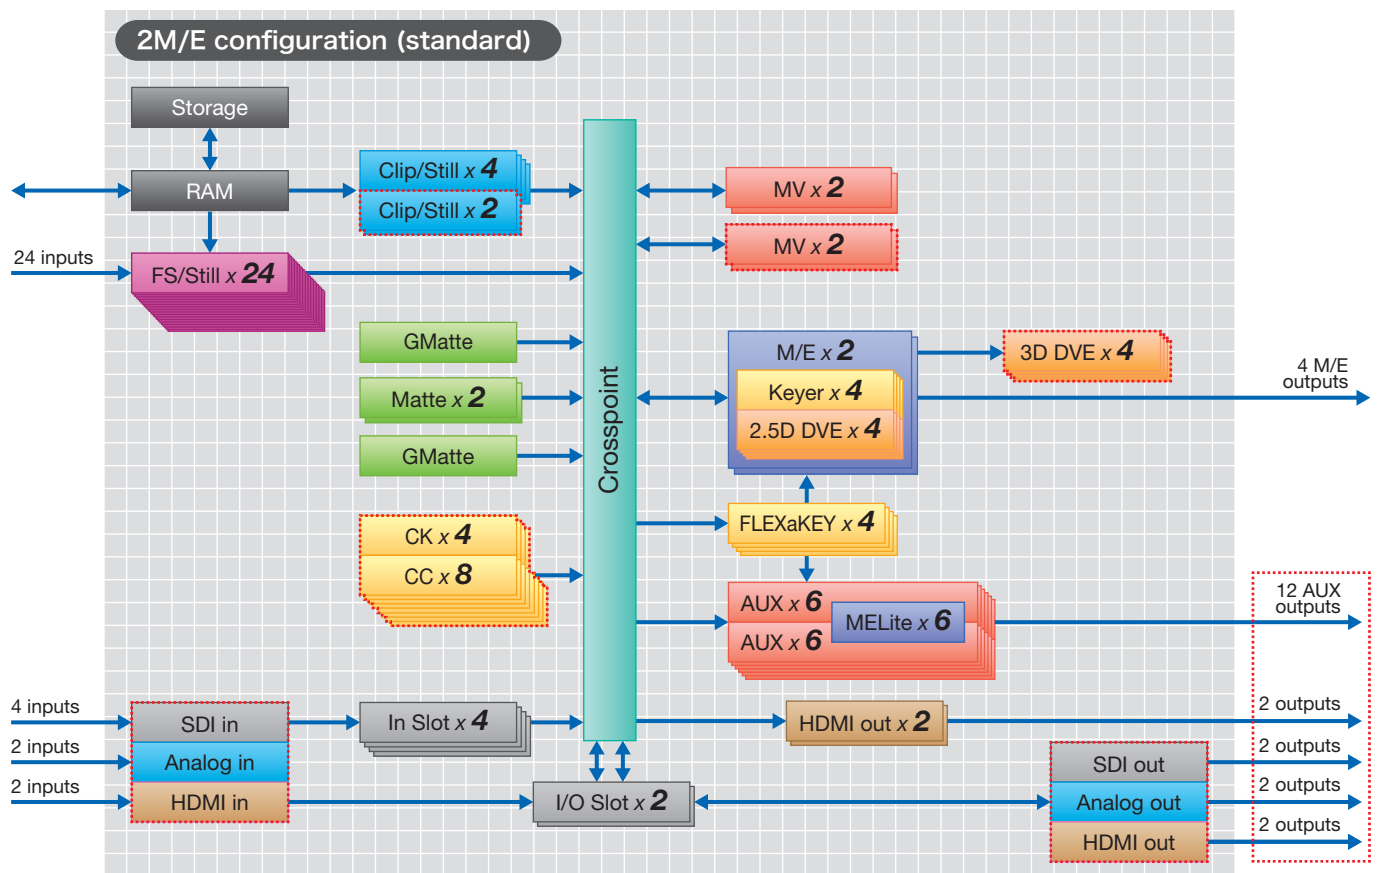 2M/E configuration (standard)
Storage
RAM
Clip/Still x 4
Clip/Still x 2
24 inputs
FS/Still x 24
GMatte
Matte x 2
GMatte
CK x 4
CC x 8
4 inputs
2 inputs
2 inputs
SDI in
Analog in
HDMI in
In Slot x 4
I/O Slot x 2
Crosspoint
MV x 2
MV x 2
M/E x 2
Keyer x 4
2.5D DVE x 4
3D DVE x 4
4 M/E
outputs
FLEXaKEY x 4
AUX x 6
MELite x 6
AUX x 6
12 AUX
outputs
HDMI out x 2
2 outputs
SDI out
2 outputs
Analog out
2 outputs
HDMI out
2 outputs